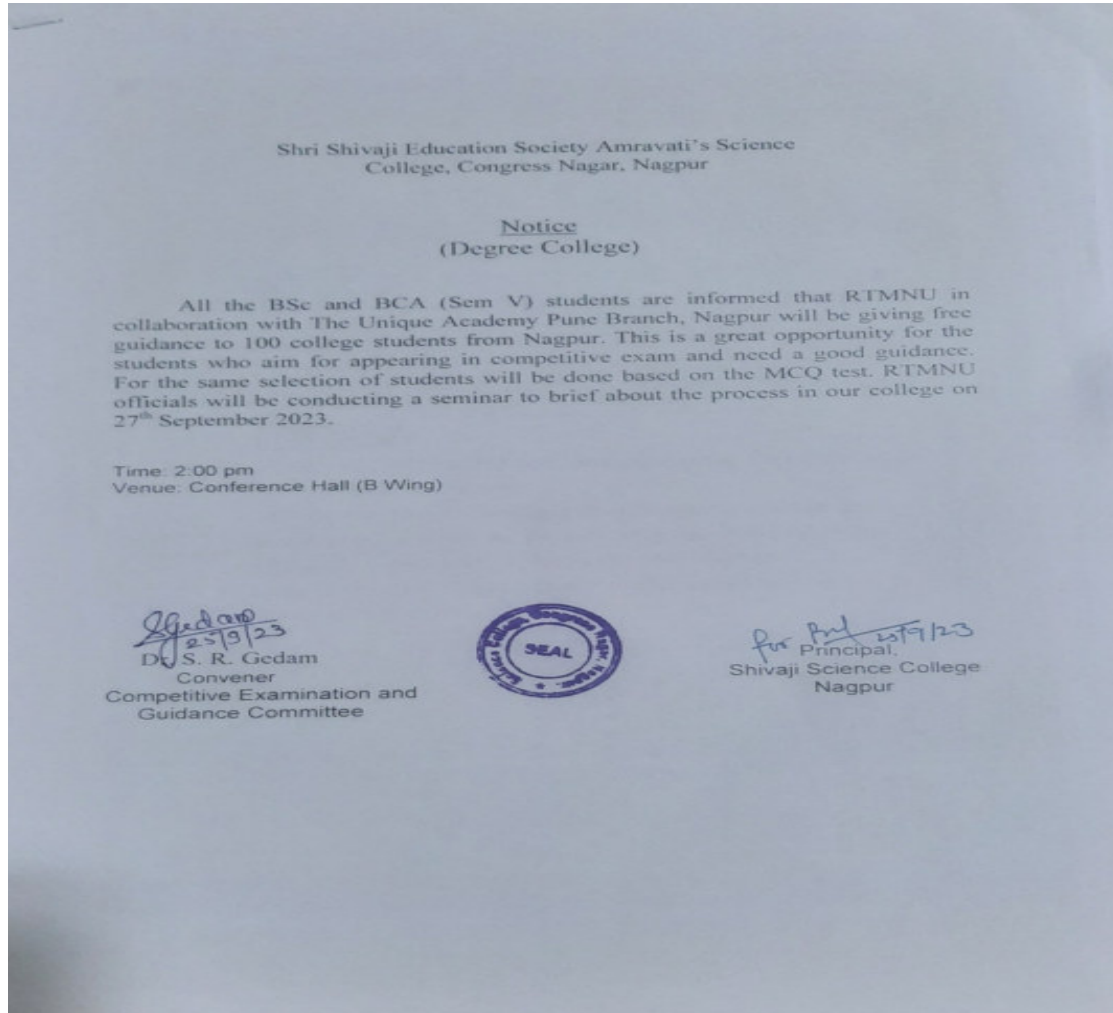 Shri Shivaji Education Society Amravati's Science
College, Congress Nagar, Nagpur
Notice
(Degree College)
All the BSc and BCA (Sem V) students are informed that RTMNU in
collaboration with The Unique Academy Pune Branch, Nagpur will be giving free
guidance to 100 college students from Nagpur. This is a great opportunity for the
students who aim for appearing in competitive exam and need a good guidance.
For the same selection of students will be done based on the MCQ test. RTMNU
officials will be conducting a seminar to brief about the process in our college on
27th September 2023.
Time: 2:00 pm
Venue: Conference Hall (B Wing)
SGedam
25/9/23
Dr. S. R. Gedam
Convener
Competitive Examination and
Guidance Committee
Science College, Congress Nagar, Nagpur.
SEAL
for
Principal,
Shivaji Science College
Nagpur